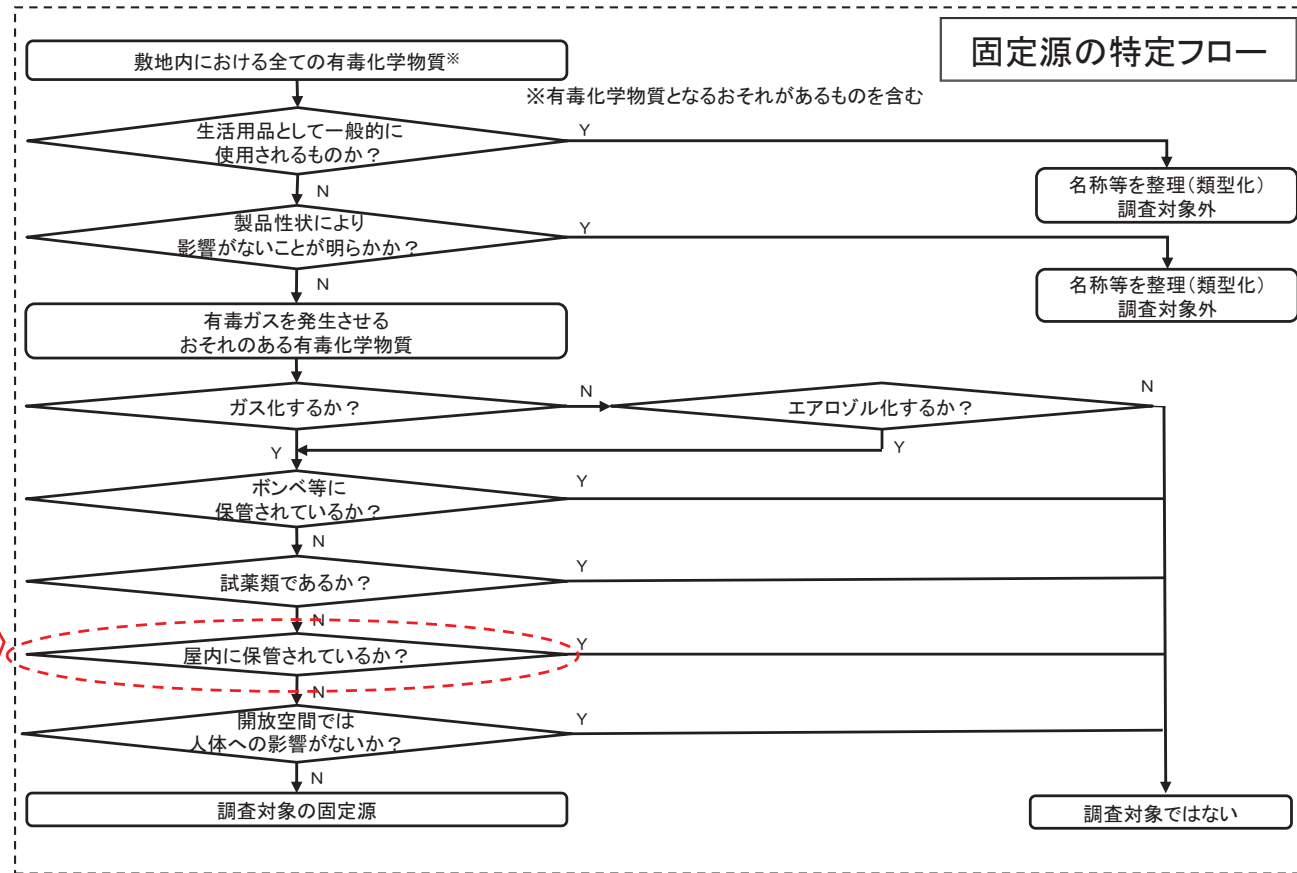 固定源の特定フロー
敷地内における全ての有毒化学物質※
※有毒化学物質となるおそれがあるものを含む
生活用品として一般的に
使用されるものか？
Y
N
名称等を整理（類型化）
調査対象外
製品性状により
影響がないことが明らかか？
Y
N
名称等を整理（類型化）
調査対象外
有毒ガスを発生させる
おそれのある有毒化学物質
ガス化するか？
N
エアロゾル化するか？
N
Y
Y
ボンベ等に
保管されているか？
Y
N
試薬類であるか？
Y
N
屋内に保管されているか？
Y
N
開放空間では
人体への影響がないか？
Y
N
調査対象の固定源
調査対象ではない